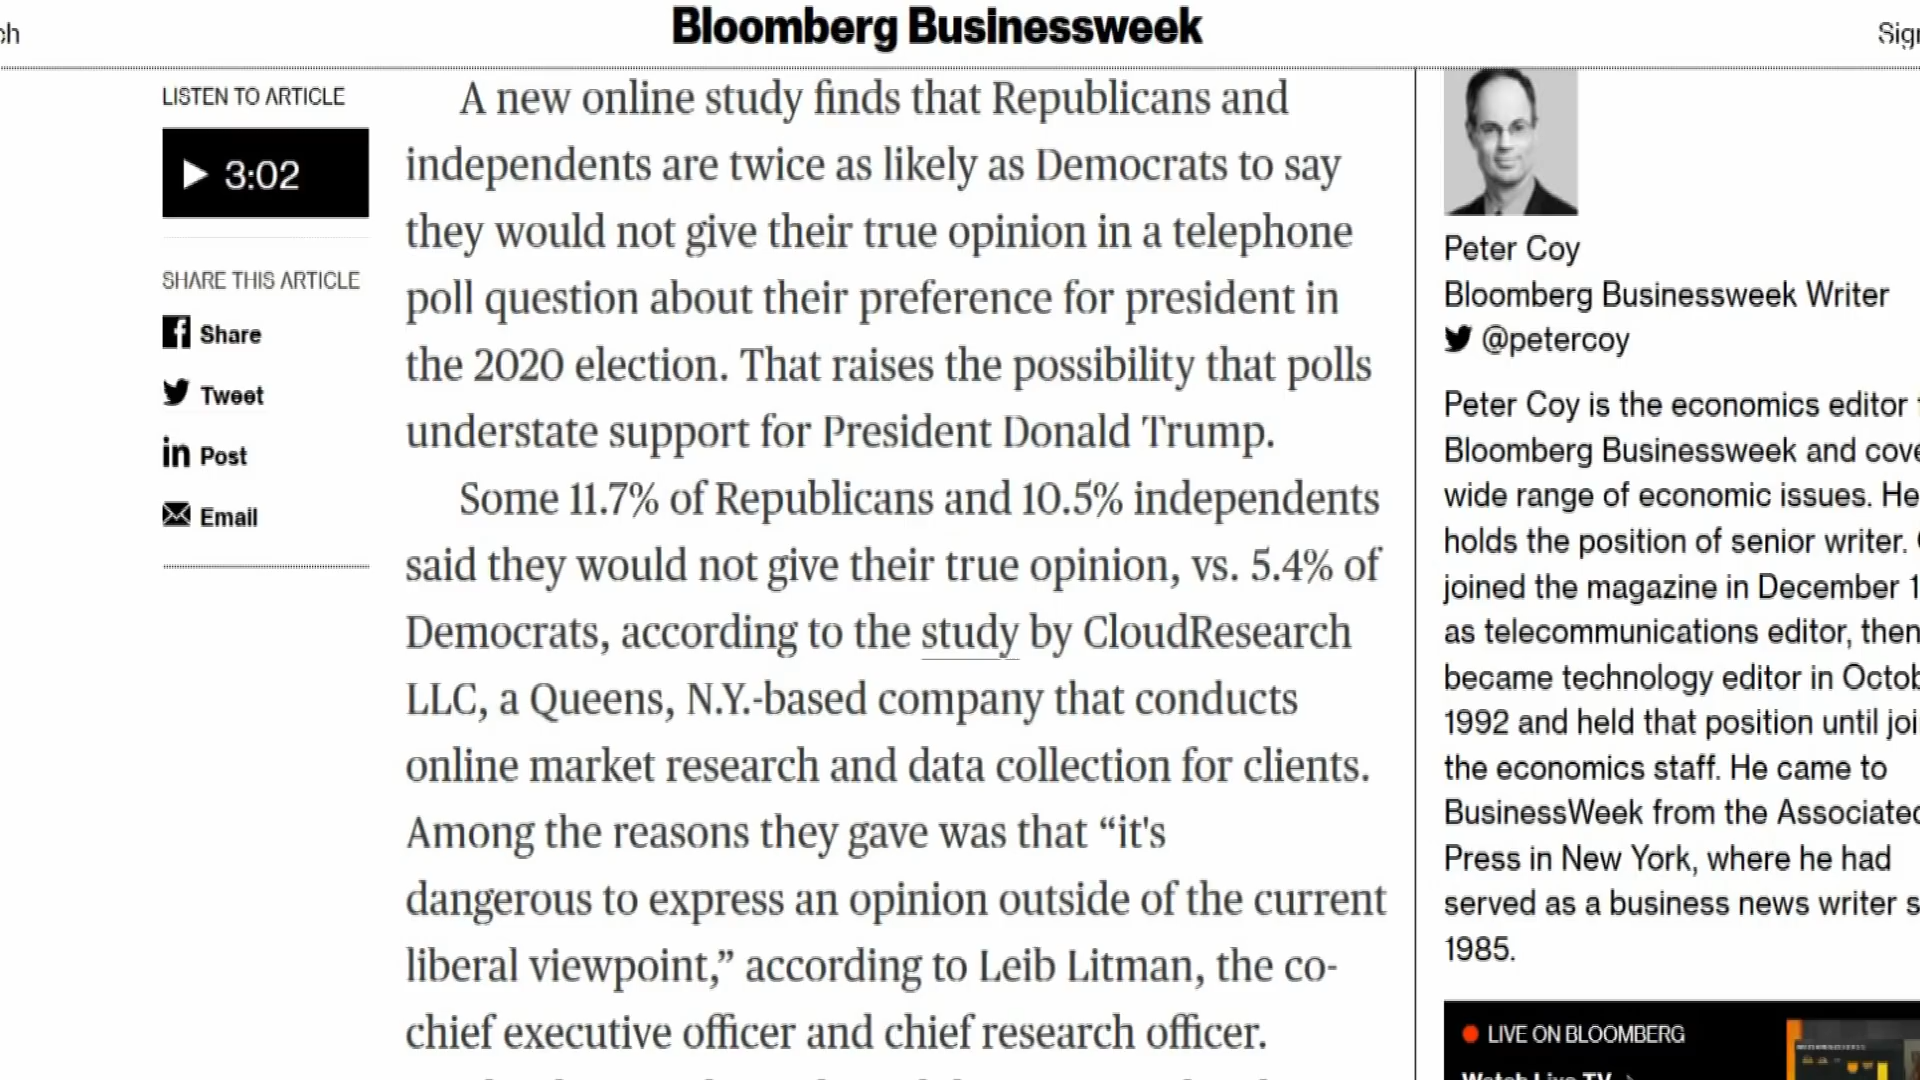 Bloomberg Businessweek
LISTEN TO ARTICLE
3:02
SHARE THIS ARTICLE
Share
Tweet
Post
Email
A new online study finds that Republicans and
independents are twice as likely as Democrats to say
they would not give their true opinion in a telephone
poll question about their preference for president in
the 2020 election. That raises the possibility that polls
understate support for President Donald Trump.
Some 11.7% of Republicans and 10.5% independents
said they would not give their true opinion, vs. 5.4% of
Democrats, according to the study by CloudResearch
LLC, a Queens, N.Y.-based company that conducts
online market research and data collection for clients.
Among the reasons they gave was that “it's
dangerous to express an opinion outside of the current
liberal viewpoint,” according to Leib Litman, the co-
chief executive officer and chief research officer.
Peter Coy
Bloomberg Businessweek Writer
@petercoy
Peter Coy is the economics editor
Bloomberg Businessweek and cove
wide range of economic issues. He
holds the position of senior writer.
joined the magazine in December 1
as telecommunications editor, then
became technology editor in Octob
1992 and held that position until joi
the economics staff. He came to
BusinessWeek from the Associated
Press in New York, where he had
served as a business news writer s
1985.
LIVE ON BLOOMBERG
Watch Live TV